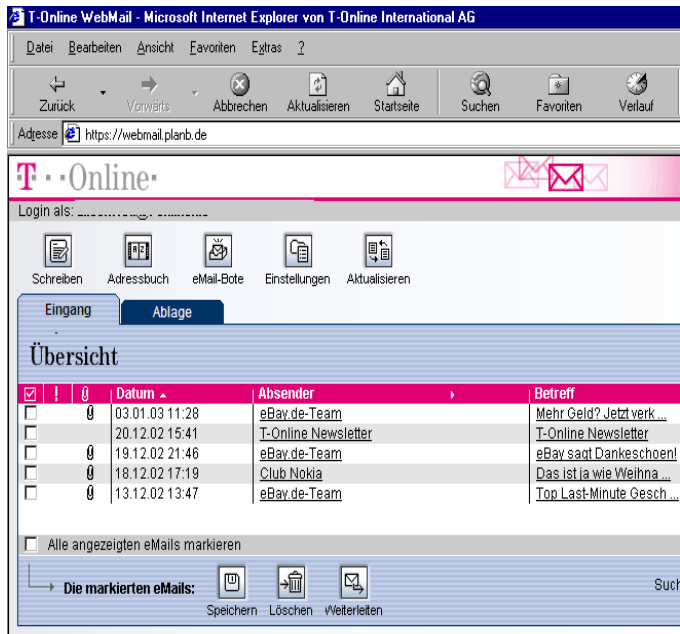 T-Online WebMail - Microsoft Internet Explorer von T-Online International AG
Datei Bearbeiten Ansicht Favoriten Extras ?
Zurück Vorwärts Abbrechen Aktualisieren Startseite Suchen Favoriten Verlauf
Adresse https://webmail.planb.de
T··Online·
Login als:
Schreiben Adressbuch eMail-Bote Einstellungen Aktualisieren
Eingang Ablage
Übersicht
! Datum Absender Betreff
03.01.03 11:28 eBay.de-Team Mehr Geld? Jetzt verk ...
20.12.02 15:41 T-Online Newsletter T-Online Newsletter
19.12.02 21:46 eBay.de-Team eBay sagt Dankeschoen!
18.12.02 17:19 Club Nokia Das ist ja wie Weihna ...
13.12.02 13:47 eBay.de-Team Top Last-Minute Gesch ...
Alle angezeigten eMails markieren
Die markierten eMails: Such
Speichern Löschen Weiterleiten